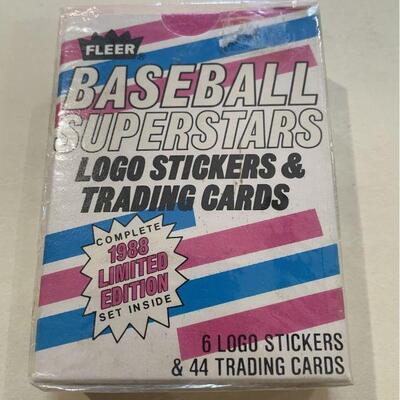 FLEER®
BASEBALL
SUPERSTARS
LOGO STICKERS &
TRADING CARDS
COMPLETE
1988
LIMITED
EDITION
SET INSIDE
6 LOGO STICKERS
& 44 TRADING CARDS